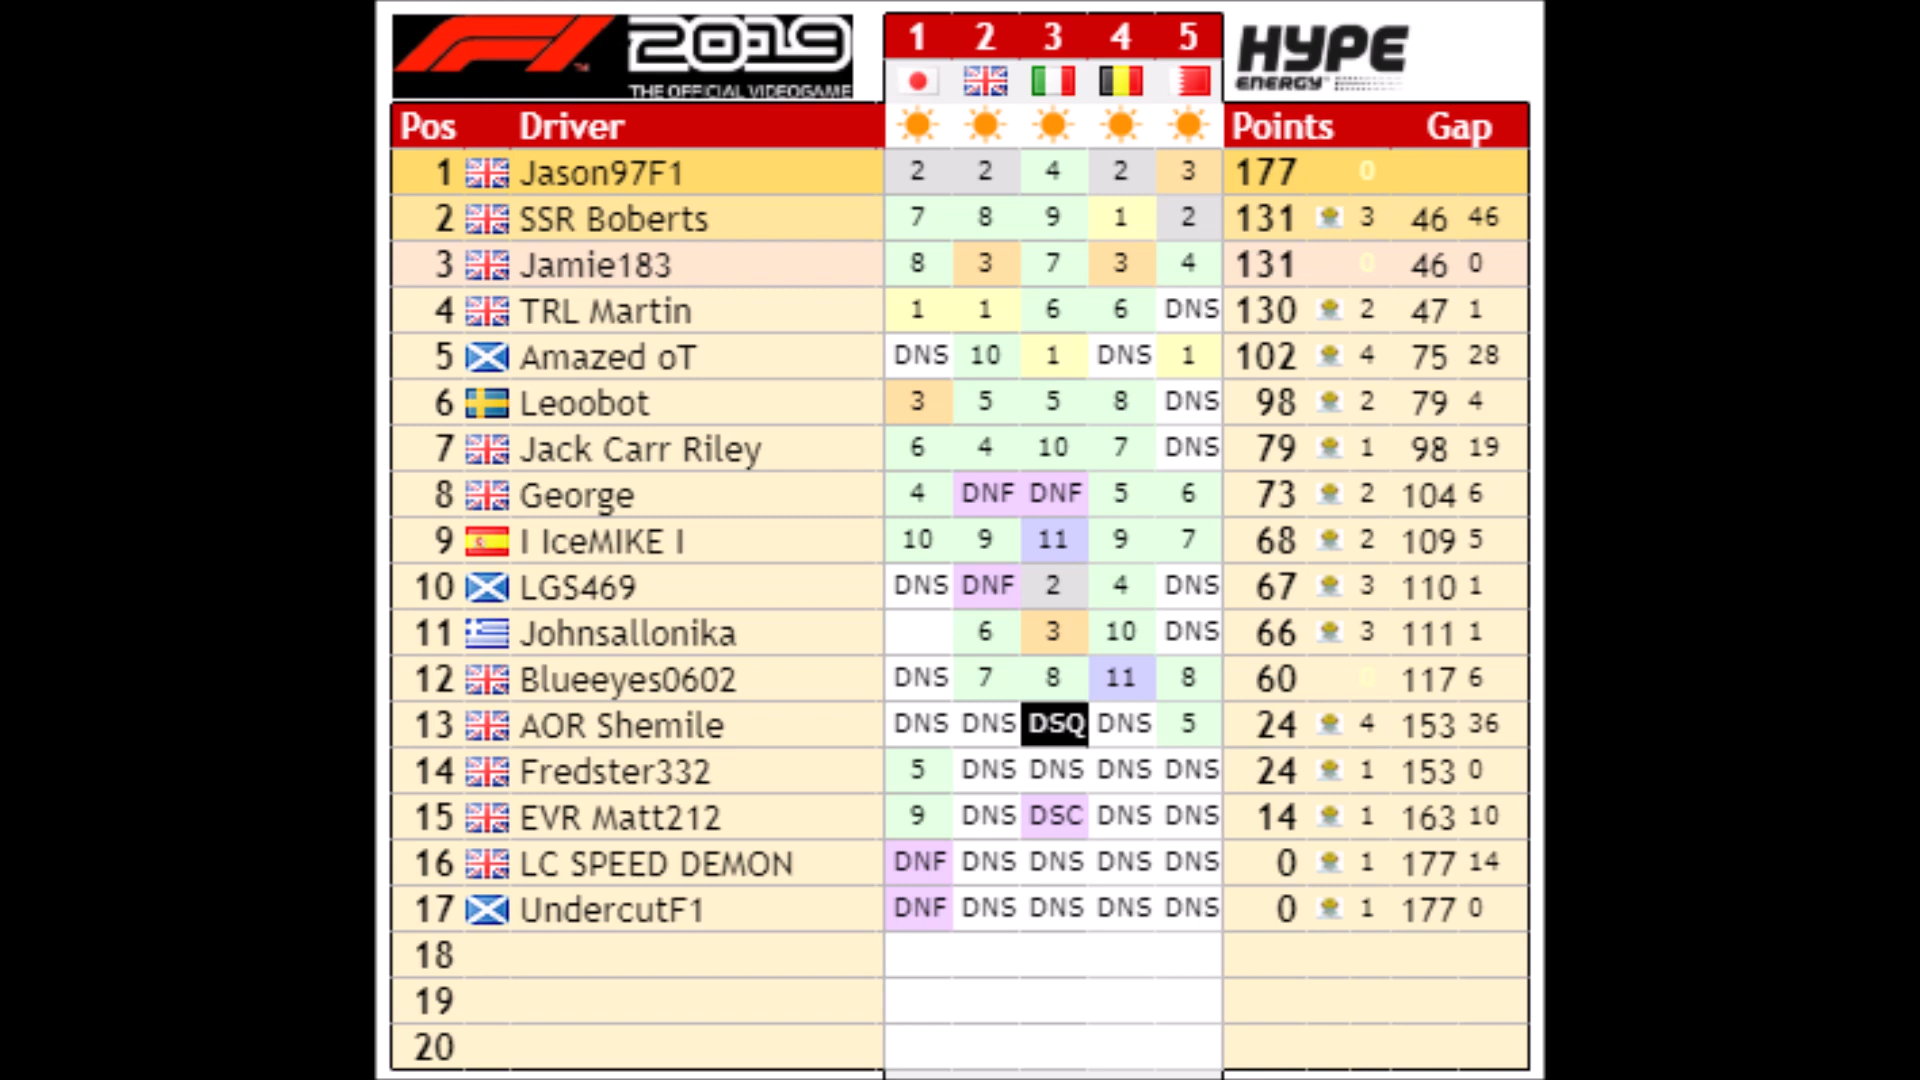 F1 2019 1 2 3 4 5 HYPE
THE OFFICIAL VIDEOGAME ENERGY
Pos Driver Points Gap
1 Jason97F1 2 2 4 2 3 177 0
2 SSR Boberts 7 8 9 1 2 131 3 46 46
3 Jamie183 8 3 7 3 4 131 0 46 0
4 TRL Martin 1 1 6 6 DNS 130 2 47 1
5 Amazed oT DNS 10 1 DNS 1 102 4 75 28
6 Leoobot 3 5 5 8 DNS 98 2 79 4
7 Jack Carr Riley 6 4 10 7 DNS 79 1 98 19
8 George 4 DNF DNF 5 6 73 2 104 6
9 I IceMIKE I 10 9 11 9 7 68 2 109 5
10 LGS469 DNS DNF 2 4 DNS 67 3 110 1
11 Johnsallonika 6 3 10 DNS 66 3 111 1
12 Blueeyes0602 DNS 7 8 11 8 60 0 117 6
13 AOR Shemile DNS DNS DSQ DNS 5 24 4 153 36
14 Fredster332 5 DNS DNS DNS DNS 24 1 153 0
15 EVR Matt212 9 DNS DSC DNS DNS 14 1 163 10
16 LC SPEED DEMON DNF DNS DNS DNS DNS 0 1 177 14
17 UndercutF1 DNF DNS DNS DNS DNS 0 1 177 0
18
19
20